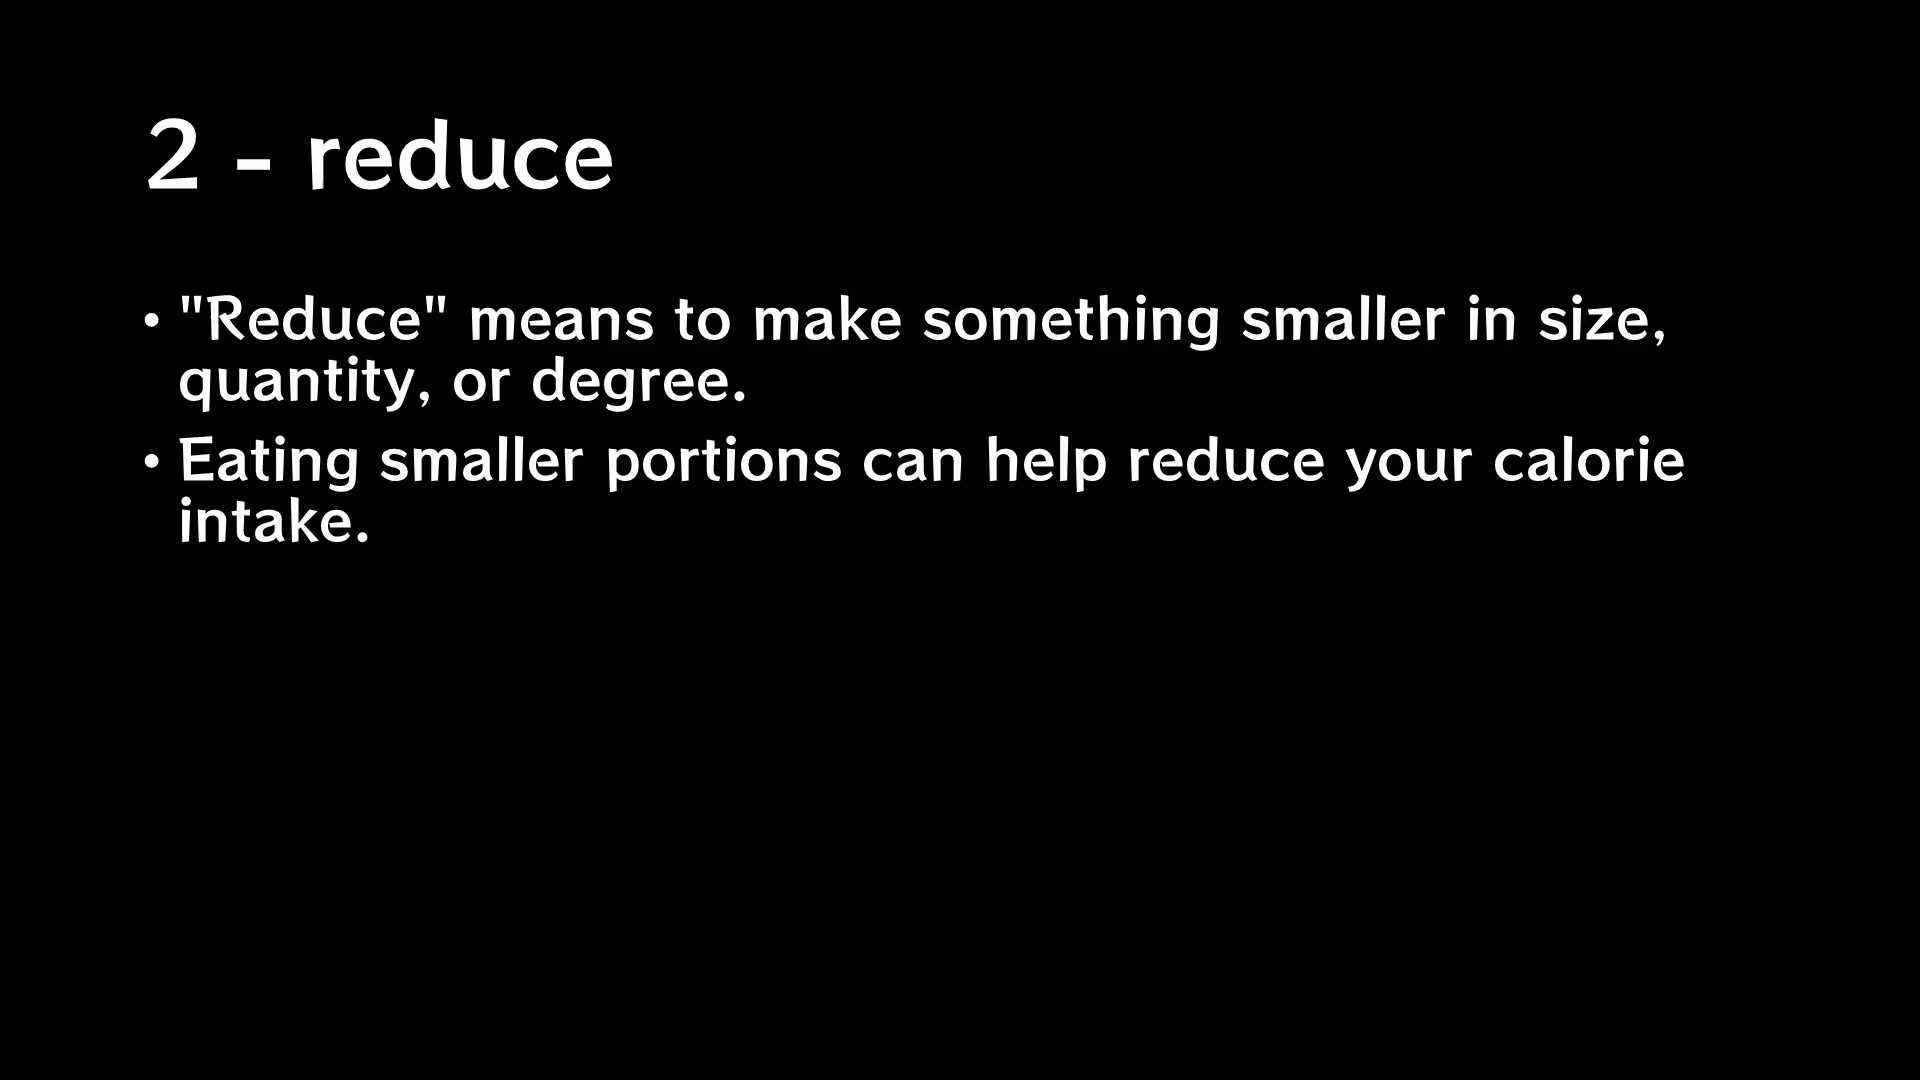 2 - reduce
• "Reduce" means to make something smaller in size,
quantity, or degree.
• Eating smaller portions can help reduce your calorie
intake.